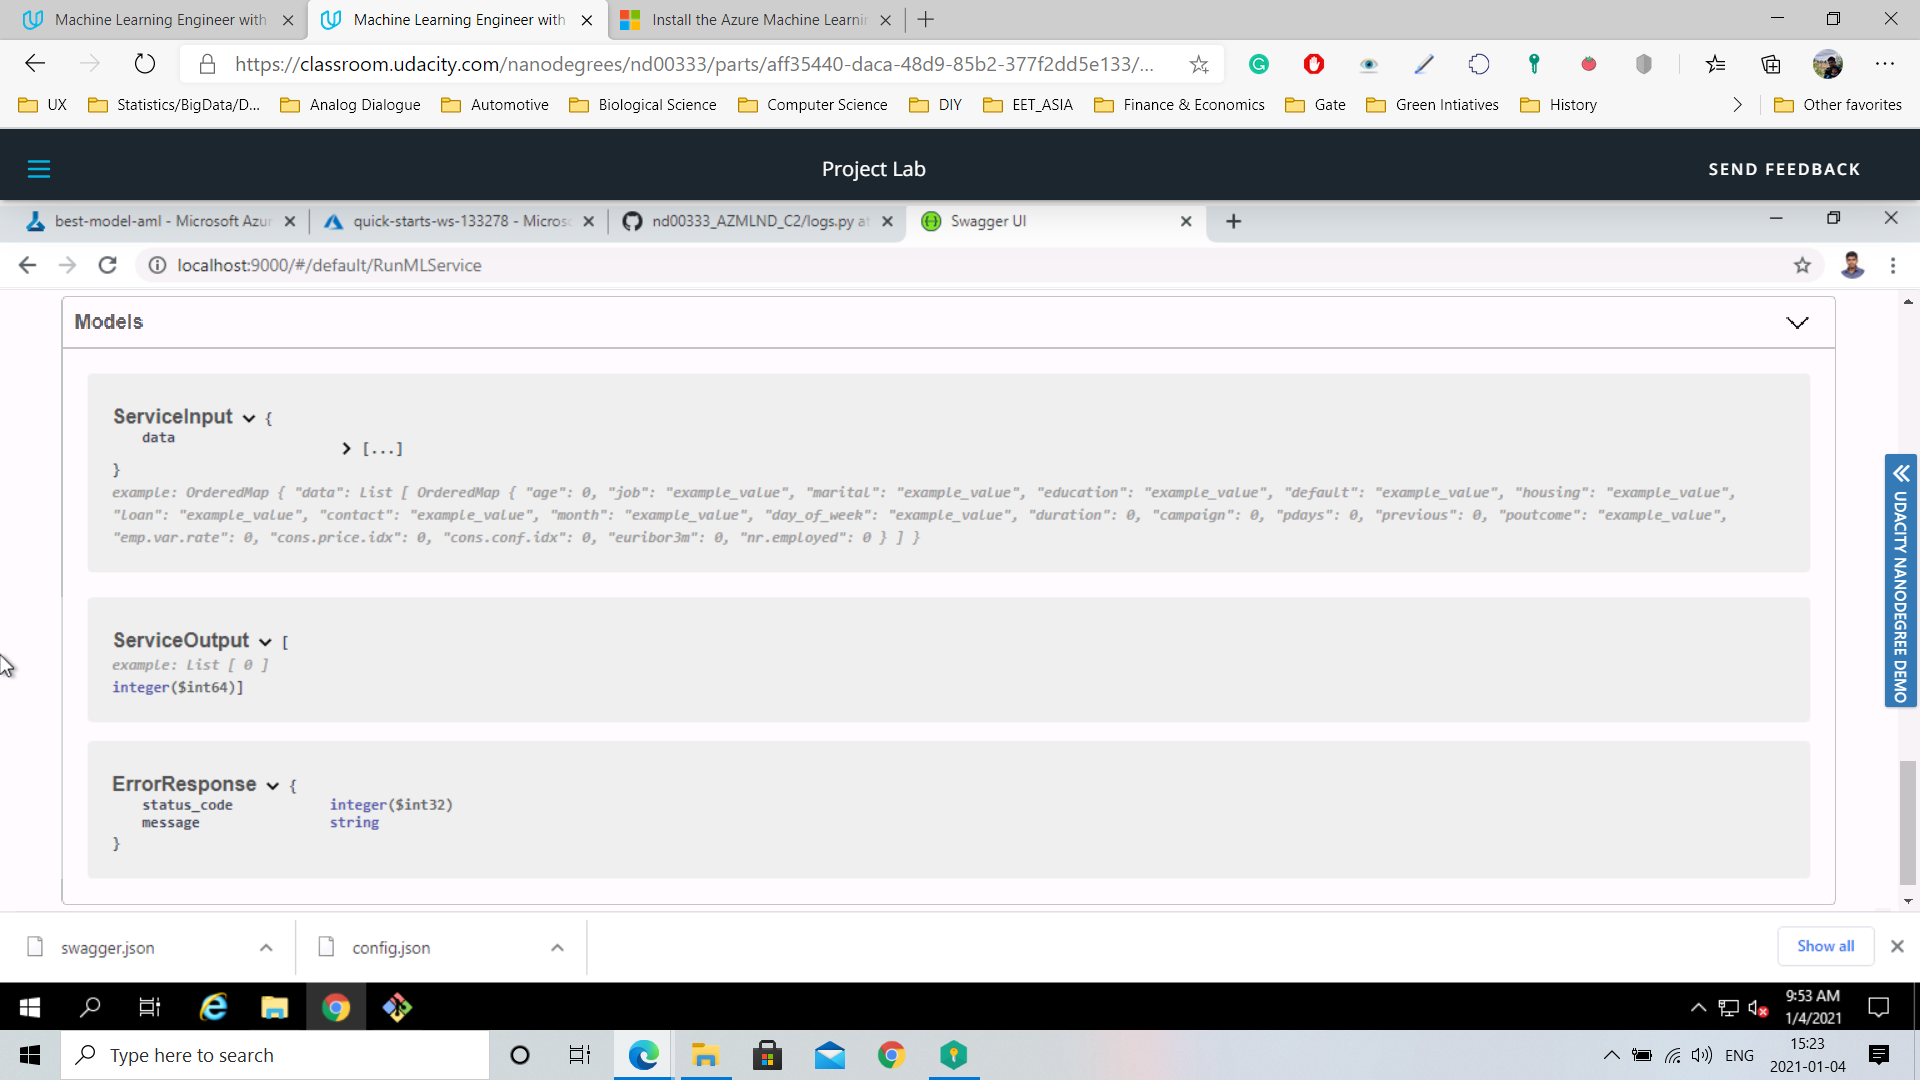 Machine Learning Engineer with
Machine Learning Engineer with
Install the Azure Machine Learnin
https://classroom.udacity.com/nanodegrees/nd00333/parts/aff35440-daca-48d9-85b2-377f2dd5e133/...
UX
Statistics/BigData/D...
Analog Dialogue
Automotive
Biological Science
Computer Science
DIY
EET_ASIA
Finance & Economics
Gate
Green Intiatives
History
Other favorites
Project Lab
SEND FEEDBACK
best-model-aml - Microsoft Azur
quick-starts-ws-133278 - Microso
nd00333_AZMLND_C2/logs.py at
Swagger UI
localhost:9000/#/default/RunMLService
Models
ServiceInput {
data
[...]
}
example: OrderedMap { "data": List [ OrderedMap { "age": 0, "job": "example_value", "marital": "example_value", "education": "example_value", "default": "example_value", "housing": "example_value",
"loan": "example_value", "contact": "example_value", "month": "example_value", "day_of_week": "example_value", "duration": 0, "campaign": 0, "pdays": 0, "previous": 0, "poutcome": "example_value",
"emp.var.rate": 0, "cons.price.idx": 0, "cons.conf.idx": 0, "euribor3m": 0, "nr.employed": 0 } ] }
ServiceOutput [
example: List [ 0 ]
integer($int64)]
ErrorResponse {
status_code integer($int32)
message string
}
UDACITY NANODEGREE DEMO
swagger.json
config.json
Show all
9:53 AM
1/4/2021
Type here to search
ENG
15:23
2021-01-04